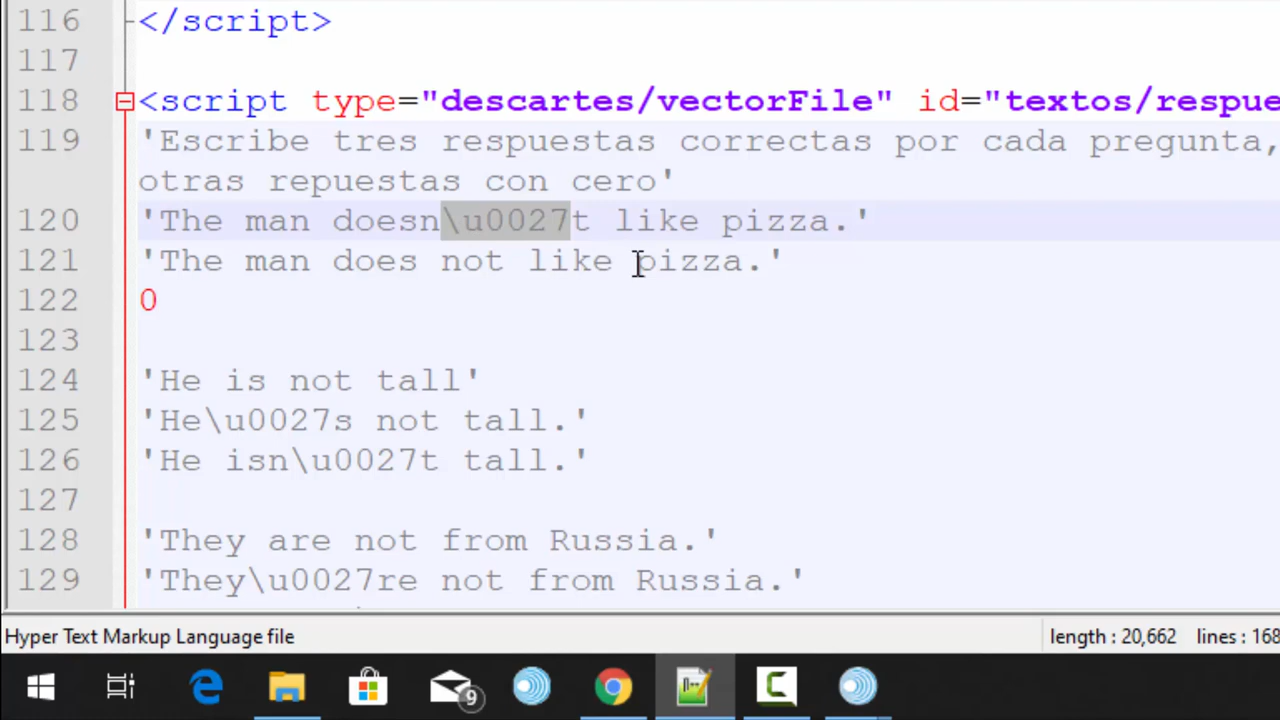 116 </script>
117
118 <script type="descartes/vectorFile" id="textos/respue
119 'Escribe tres respuestas correctas por cada pregunta,
otras repuestas con cero'
120 'The man doesn\u0027t like pizza.'
121 'The man does not like pizza.'
122 0
123
124 'He is not tall'
125 'He\u0027s not tall.'
126 'He isn\u0027t tall.'
127
128 'They are not from Russia.'
129 'They\u0027re not from Russia.'
Hyper Text Markup Language file length : 20,662 lines : 168
9